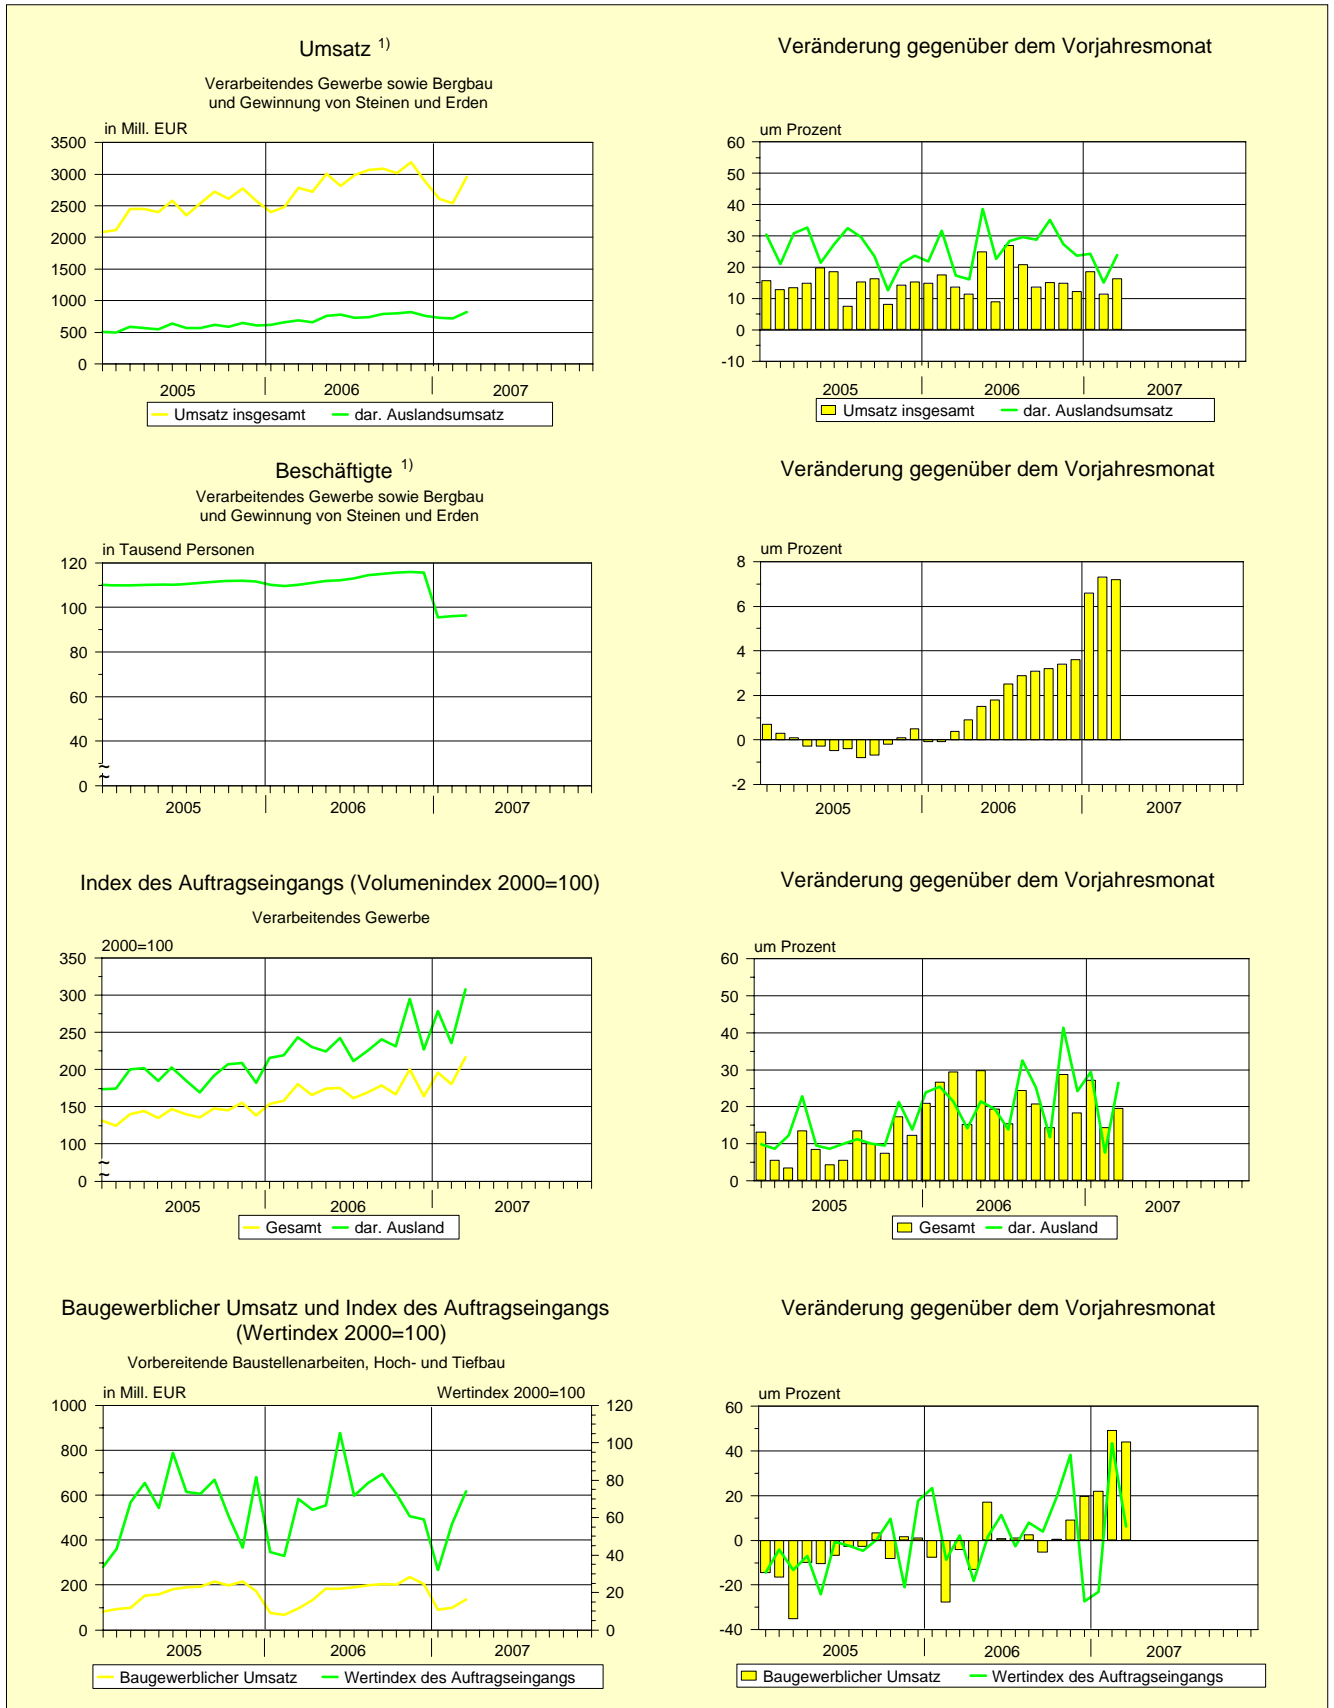 Umsatz 1)
Verarbeitendes Gewerbe sowie Bergbau
und Gewinnung von Steinen und Erden
in Mill. EUR
3500
3000
2500
2000
1500
1000
500
0
2005 2006 2007
Umsatz insgesamt dar. Auslandsumsatz
Veränderung gegenüber dem Vorjahresmonat
um Prozent
60
50
40
30
20
10
0
-10
2005 2006 2007
Umsatz insgesamt dar. Auslandsumsatz
Beschäftigte 1)
Verarbeitendes Gewerbe sowie Bergbau
und Gewinnung von Steinen und Erden
in Tausend Personen
120
100
80
60
40
0
2005 2006 2007
Veränderung gegenüber dem Vorjahresmonat
um Prozent
8
6
4
2
0
-2
2005 2006 2007
Index des Auftragseingangs (Volumenindex 2000=100)
Verarbeitendes Gewerbe
2000=100
350
300
250
200
150
100
0
2005 2006 2007
Gesamt dar. Ausland
Veränderung gegenüber dem Vorjahresmonat
um Prozent
60
50
40
30
20
10
0
2005 2006 2007
Gesamt dar. Ausland
Baugewerblicher Umsatz und Index des Auftragseingangs
(Wertindex 2000=100)
Vorbereitende Baustellenarbeiten, Hoch- und Tiefbau
in Mill. EUR Wertindex 2000=100
1000 120
800 100
600 80
400 60
200 40
0 20
0
2005 2006 2007
Baugewerblicher Umsatz Wertindex des Auftragseingangs
Veränderung gegenüber dem Vorjahresmonat
um Prozent
60
40
20
0
-20
-40
2005 2006 2007
Baugewerblicher Umsatz Wertindex des Auftragseingangs